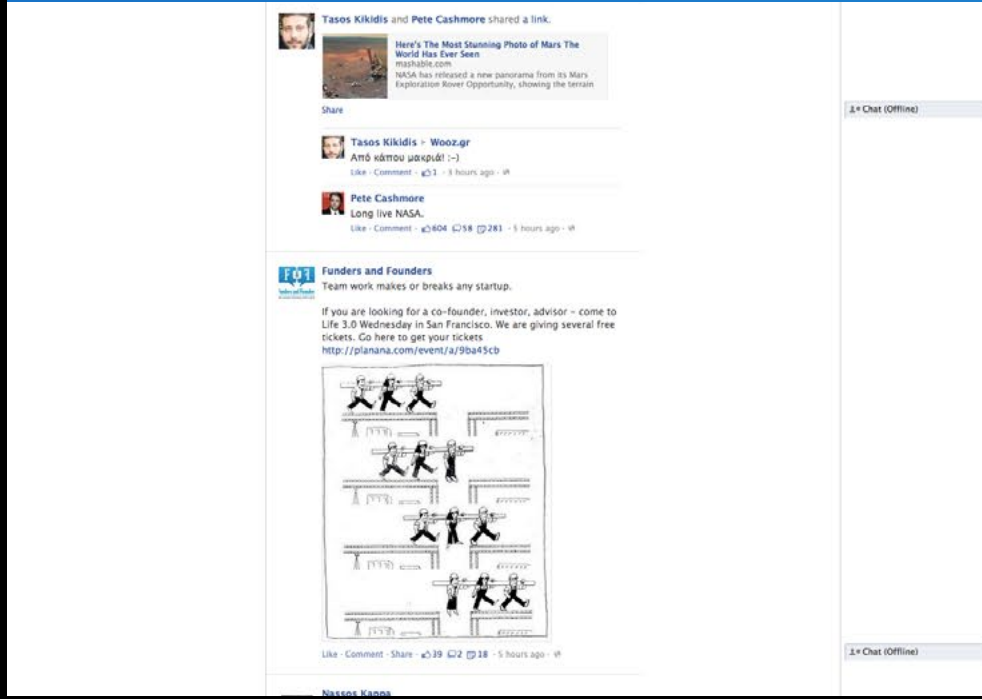 Tasos Kikidis and Pete Cashmore shared a link.
Here's The Most Stunning Photo of Mars The
World Has Ever Seen
mashable.com
NASA has released a new panorama from its Mars
Exploration Rover Opportunity, showing the terrain
Share
Chat (Offline)
Tasos Kikidis ▸ Wooz.gr
Από κάπου μακριά! :-)
Like · Comment · 1 · 3 hours ago ·
Pete Cashmore
Long live NASA.
Like · Comment · 604 58 281 · 5 hours ago ·
FOF
Funders and Founders
Team work makes or breaks any startup.
If you are looking for a co-founder, investor, advisor – come to
Life 3.0 Wednesday in San Francisco. We are giving several free
tickets. Go here to get your tickets
http://planana.com/event/a/9ba45cb
Like · Comment · Share · 39 2 18 · 5 hours ago ·
Chat (Offline)
Nassos Kappa